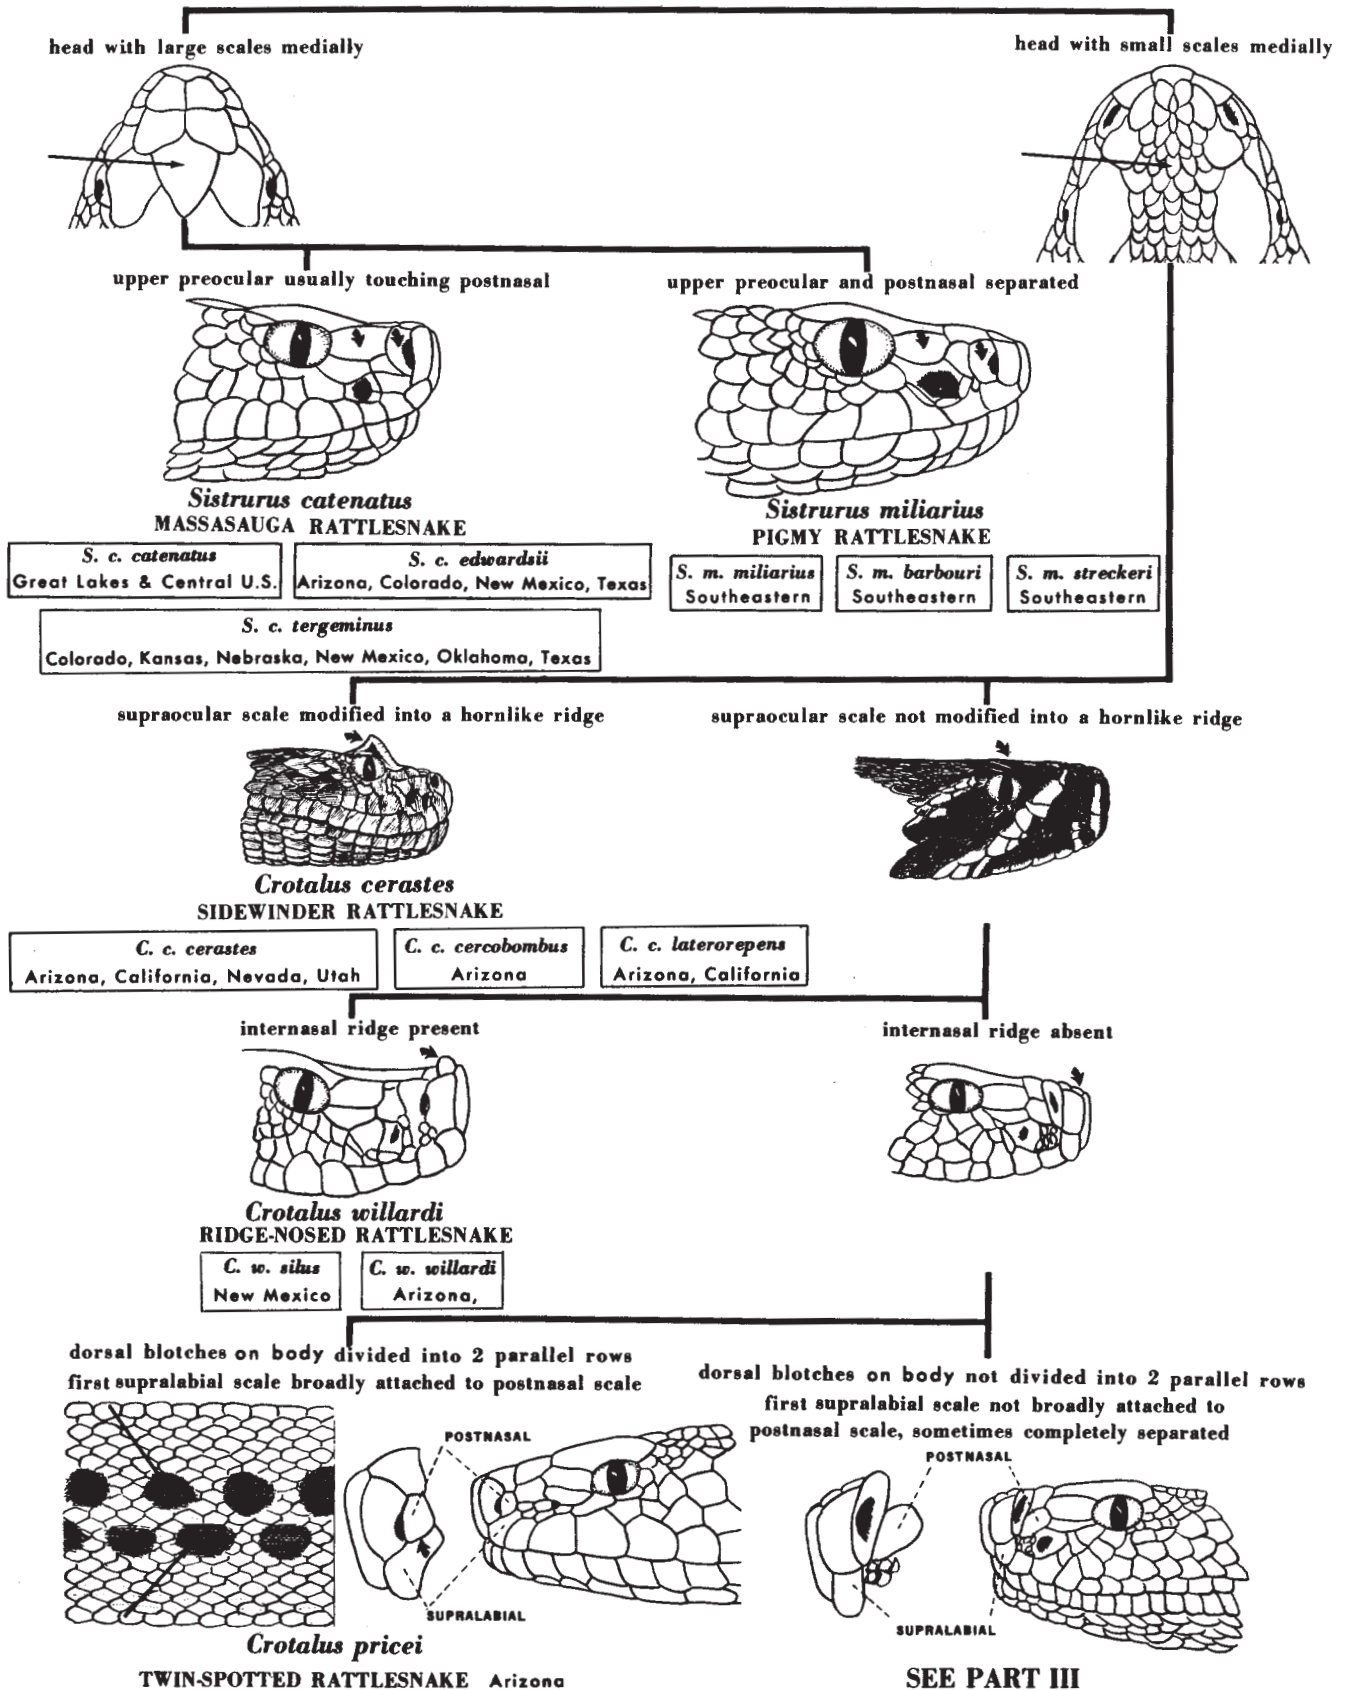 head with large scales medially
head with small scales medially
upper preocular usually touching postnasal
upper preocular and postnasal separated
Sistrurus catenatus
MASSASAUGA RATTLESNAKE
Sistrurus miliarius
PIGMY RATTLESNAKE
S. c. catenatus
Great Lakes & Central U.S.
S. c. edwardsii
Arizona, Colorado, New Mexico, Texas
S. m. miliarius
Southeastern
S. m. barbouri
Southeastern
S. m. streckeri
Southeastern
S. c. tergeminus
Colorado, Kansas, Nebraska, New Mexico, Oklahoma, Texas
supraocular scale modified into a hornlike ridge
supraocular scale not modified into a hornlike ridge
Crotalus cerastes
SIDEWINDER RATTLESNAKE
C. c. cerastes
Arizona, California, Nevada, Utah
C. c. cercobombus
Arizona
C. c. laterorepens
Arizona, California
internasal ridge present
internasal ridge absent
Crotalus willardi
RIDGE-NOSED RATTLESNAKE
C. w. silus
New Mexico
C. w. willardi
Arizona,
dorsal blotches on body divided into 2 parallel rows
first supralabial scale broadly attached to postnasal scale
dorsal blotches on body not divided into 2 parallel rows
first supralabial scale not broadly attached to
postnasal scale, sometimes completely separated
POSTNASAL
SUPRALABIAL
POSTNASAL
SUPRALABIAL
Crotalus pricei
TWIN-SPOTTED RATTLESNAKE Arizona
SEE PART III